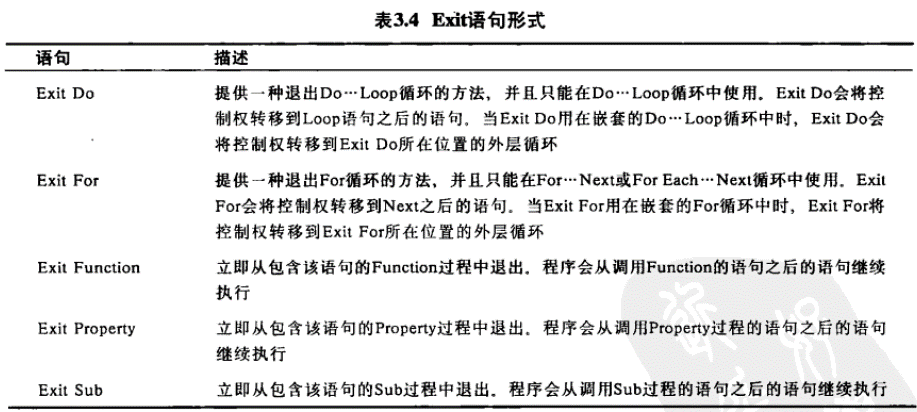 表3.4 Exit语句形式
语句 描述
Exit Do 提供一种退出Do…Loop循环的方法，并且只能在Do…Loop循环中使用。Exit Do会将控
制权转移到Loop语句之后的语句。当Exit Do用在嵌套的Do…Loop循环中时，Exit Do会
将控制权转移到Exit Do所在位置的外层循环
Exit For 提供一种退出For循环的方法，并且只能在For…Next或For Each…Next循环中使用。Exit
For会将控制权转移到Next之后的语句。当Exit For用在嵌套的For循环中时，Exit For将
控制权转移到Exit For所在位置的外层循环
Exit Function 立即从包含该语句的Function过程中退出。程序会从调用Function的语句之后的语句继续
执行
Exit Property 立即从包含该语句的Property过程中退出。程序会从调用Property过程的语句之后的语句
继续执行
Exit Sub 立即从包含该语句的Sub过程中退出。程序会从调用Sub过程的语句之后的语句继续执行